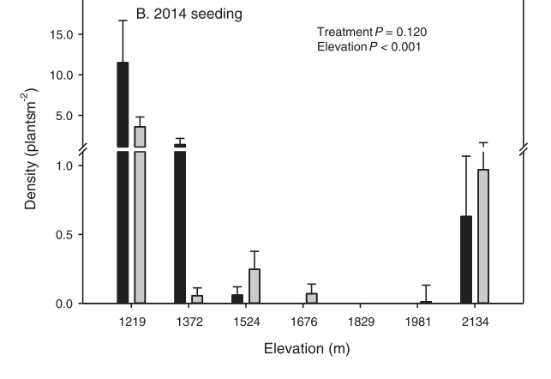 B. 2014 seeding
Treatment P = 0.120
Elevation P < 0.001
Density (plantsm⁻²)
15.0
10.0
5.0
1.0
0.5
0.0
1219 1372 1524 1676 1829 1981 2134
Elevation (m)